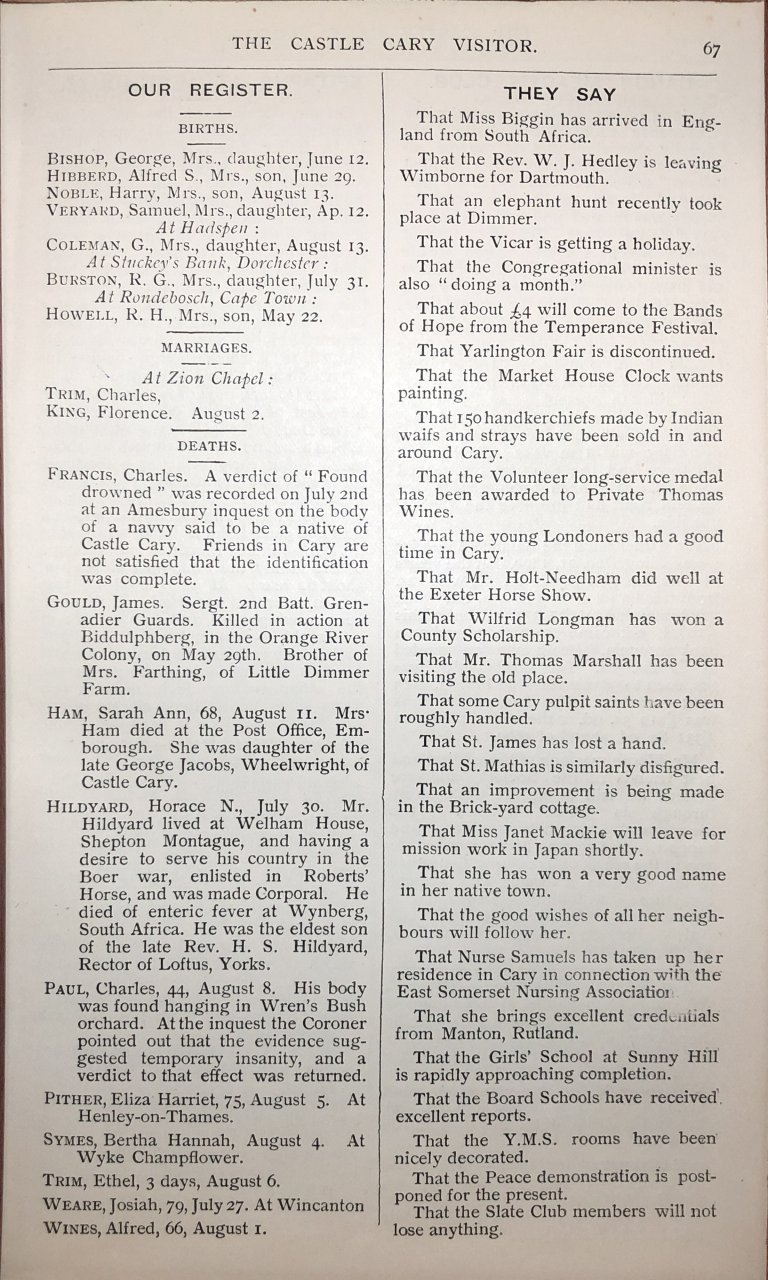 THE CASTLE CARY VISITOR. 67
OUR REGISTER.
BIRTHS.
BISHOP, George, Mrs., daughter, June 12.
HIBBERD, Alfred S., Mrs., son, June 29.
NOBLE, Harry, Mrs., son, August 13.
VERYARD, Samuel, Mrs., daughter, Ap. 12.
At Hadspen :
COLEMAN, G., Mrs., daughter, August 13.
At Stuckey's Bank, Dorchester :
BURSTON, R. G., Mrs., daughter, July 31.
At Rondebosch, Cape Town :
HOWELL, R. H., Mrs., son, May 22.
MARRIAGES.
At Zion Chapel :
TRIM, Charles,
KING, Florence. August 2.
DEATHS.
FRANCIS, Charles. A verdict of " Found
drowned " was recorded on July 2nd
at an Amesbury inquest on the body
of a navvy said to be a native of
Castle Cary. Friends in Cary are
not satisfied that the identification
was complete.
GOULD, James. Sergt. 2nd Batt. Gren-
adier Guards. Killed in action at
Biddulphberg, in the Orange River
Colony, on May 29th. Brother of
Mrs. Farthing, of Little Dimmer
Farm.
HAM, Sarah Ann, 68, August 11. Mrs·
Ham died at the Post Office, Em-
borough. She was daughter of the
late George Jacobs, Wheelwright, of
Castle Cary.
HILDYARD, Horace N., July 30. Mr.
Hildyard lived at Welham House,
Shepton Montague, and having a
desire to serve his country in the
Boer war, enlisted in Roberts'
Horse, and was made Corporal. He
died of enteric fever at Wynberg,
South Africa. He was the eldest son
of the late Rev. H. S. Hildyard,
Rector of Loftus, Yorks.
PAUL, Charles, 44, August 8. His body
was found hanging in Wren's Bush
orchard. At the inquest the Coroner
pointed out that the evidence sug-
gested temporary insanity, and a
verdict to that effect was returned.
PITHER, Eliza Harriet, 75, August 5. At
Henley-on-Thames.
SYMES, Bertha Hannah, August 4. At
Wyke Champflower.
TRIM, Ethel, 3 days, August 6.
WEARE, Josiah, 79, July 27. At Wincanton
WINES, Alfred, 66, August 1.
THEY SAY
That Miss Biggin has arrived in Eng-
land from South Africa.
That the Rev. W. J. Hedley is leaving
Wimborne for Dartmouth.
That an elephant hunt recently took
place at Dimmer.
That the Vicar is getting a holiday.
That the Congregational minister is
also " doing a month."
That about £4 will come to the Bands
of Hope from the Temperance Festival.
That Yarlington Fair is discontinued.
That the Market House Clock wants
painting.
That 150 handkerchiefs made by Indian
waifs and strays have been sold in and
around Cary.
That the Volunteer long-service medal
has been awarded to Private Thomas
Wines.
That the young Londoners had a good
time in Cary.
That Mr. Holt-Needham did well at
the Exeter Horse Show.
That Wilfrid Longman has won a
County Scholarship.
That Mr. Thomas Marshall has been
visiting the old place.
That some Cary pulpit saints have been
roughly handled.
That St. James has lost a hand.
That St. Mathias is similarly disfigured.
That an improvement is being made
in the Brick-yard cottage.
That Miss Janet Mackie will leave for
mission work in Japan shortly.
That she has won a very good name
in her native town.
That the good wishes of all her neigh-
bours will follow her.
That Nurse Samuels has taken up her
residence in Cary in connection with the
East Somerset Nursing Association
That she brings excellent credentials
from Manton, Rutland.
That the Girls' School at Sunny Hill
is rapidly approaching completion.
That the Board Schools have received
excellent reports.
That the Y.M.S. rooms have been
nicely decorated.
That the Peace demonstration is post-
poned for the present.
That the Slate Club members will not
lose anything.